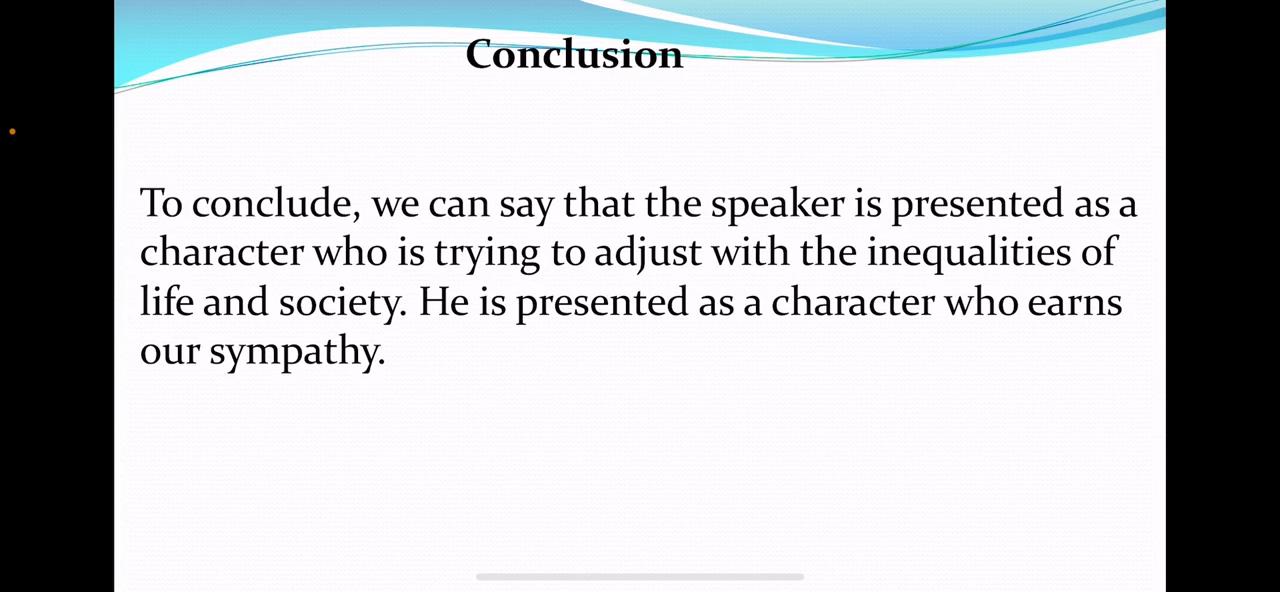 Conclusion
To conclude, we can say that the speaker is presented as a
character who is trying to adjust with the inequalities of
life and society. He is presented as a character who earns
our sympathy.